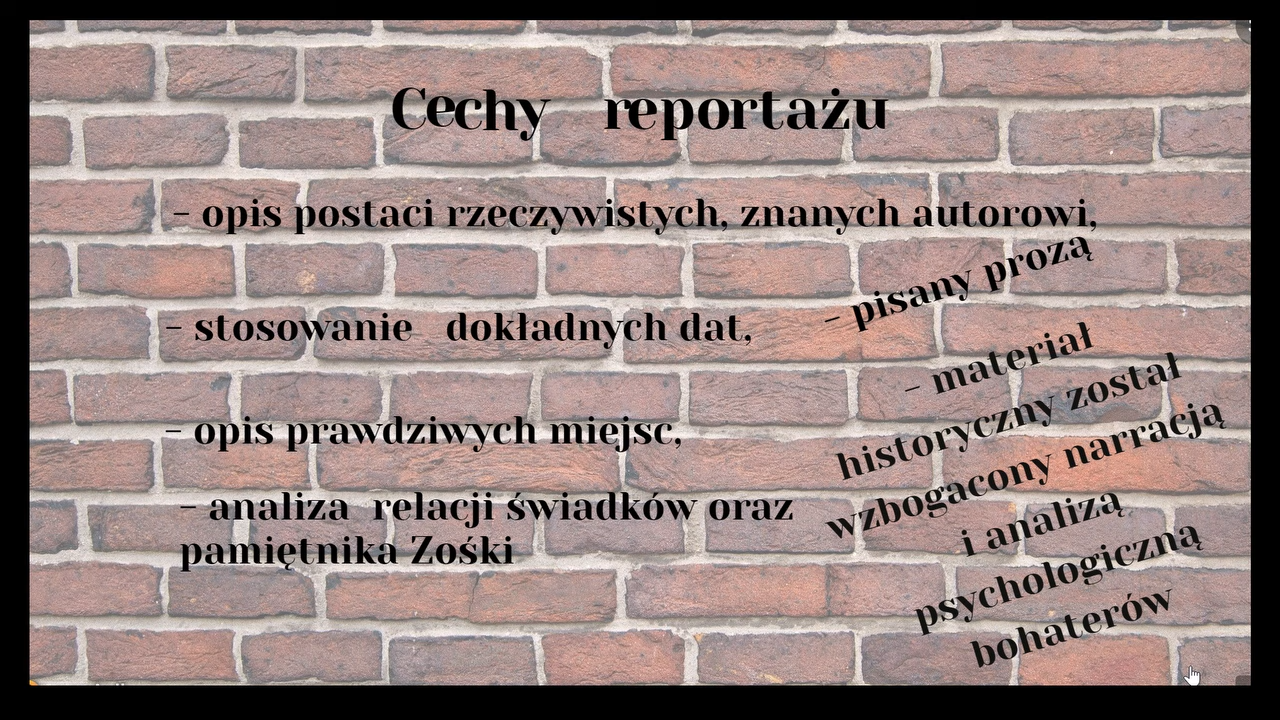 Cechy reportażu
- opis postaci rzeczywistych, znanych autorowi,
- stosowanie dokładnych dat,
- opis prawdziwych miejsc,
- analiza relacji świadków oraz
pamiętnika Zośki
- pisany prozą
- materiał
historyczny został
wzbogacony narracją
i analizą
psychologiczną
bohaterów